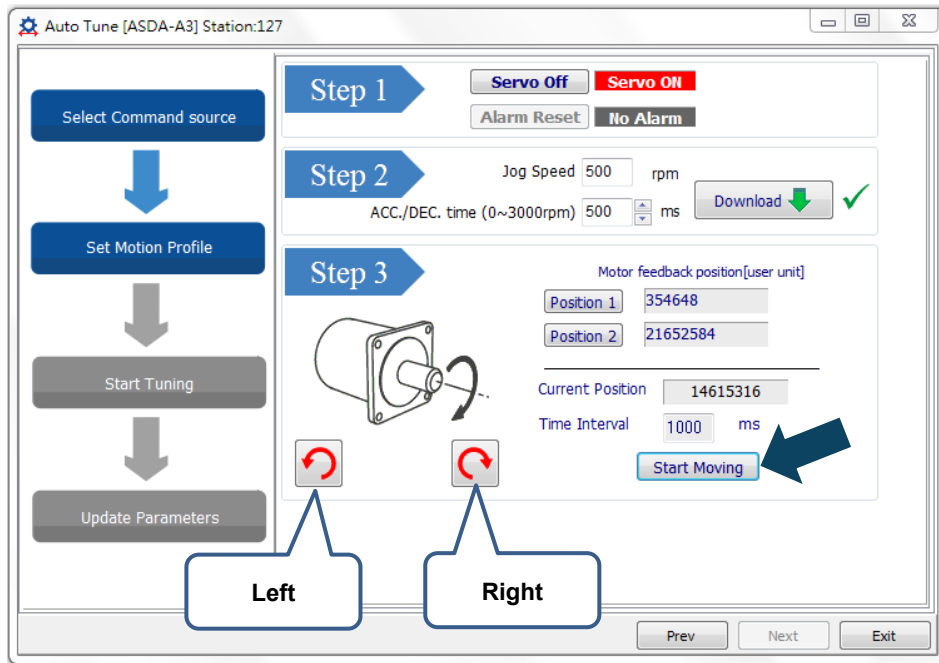 Auto Tune [ASDA-A3] Station:127
Select Command source
Set Motion Profile
Start Tuning
Update Parameters
Step 1
Servo Off Servo ON
Alarm Reset No Alarm
Step 2
Jog Speed 500 rpm
ACC./DEC. time (0~3000rpm) 500 ms
Download
Step 3
Motor feedback position[user unit]
Position 1 354648
Position 2 21652584
Current Position 14615316
Time Interval 1000 ms
Start Moving
Left
Right
Prev Next Exit